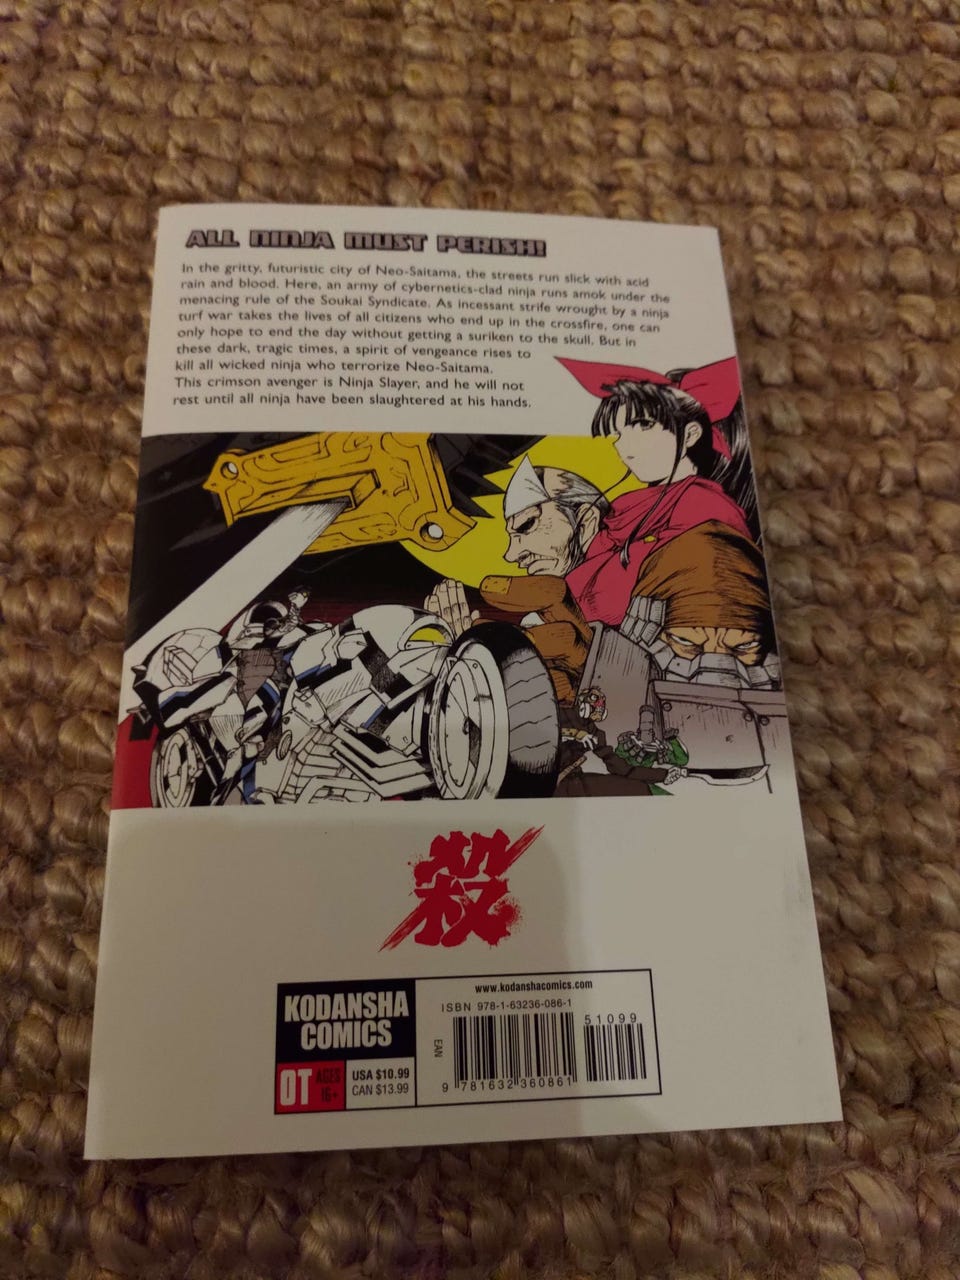 ALL NINJA MUST PERISH!
In the gritty, futuristic city of Neo-Saitama, the streets run slick with acid
rain and blood. Here, an army of cybernetics-clad ninja runs amok under the
menacing rule of the Soukai Syndicate. As incessant strife wrought by a ninja
turf war takes the lives of all citizens who end up in the crossfire, one can
only hope to end the day without getting a suriken to the skull. But in
these dark, tragic times, a spirit of vengeance rises to
kill all wicked ninja who terrorize Neo-Saitama.
This crimson avenger is Ninja Slayer, and he will not
rest until all ninja have been slaughtered at his hands.
殺
KODANSHA
COMICS
OT AGES
16+
USA $10.99
CAN $13.99
www.kodanshacomics.com
ISBN 978-1-63236-086-1
51099
EAN
9 781632 360861